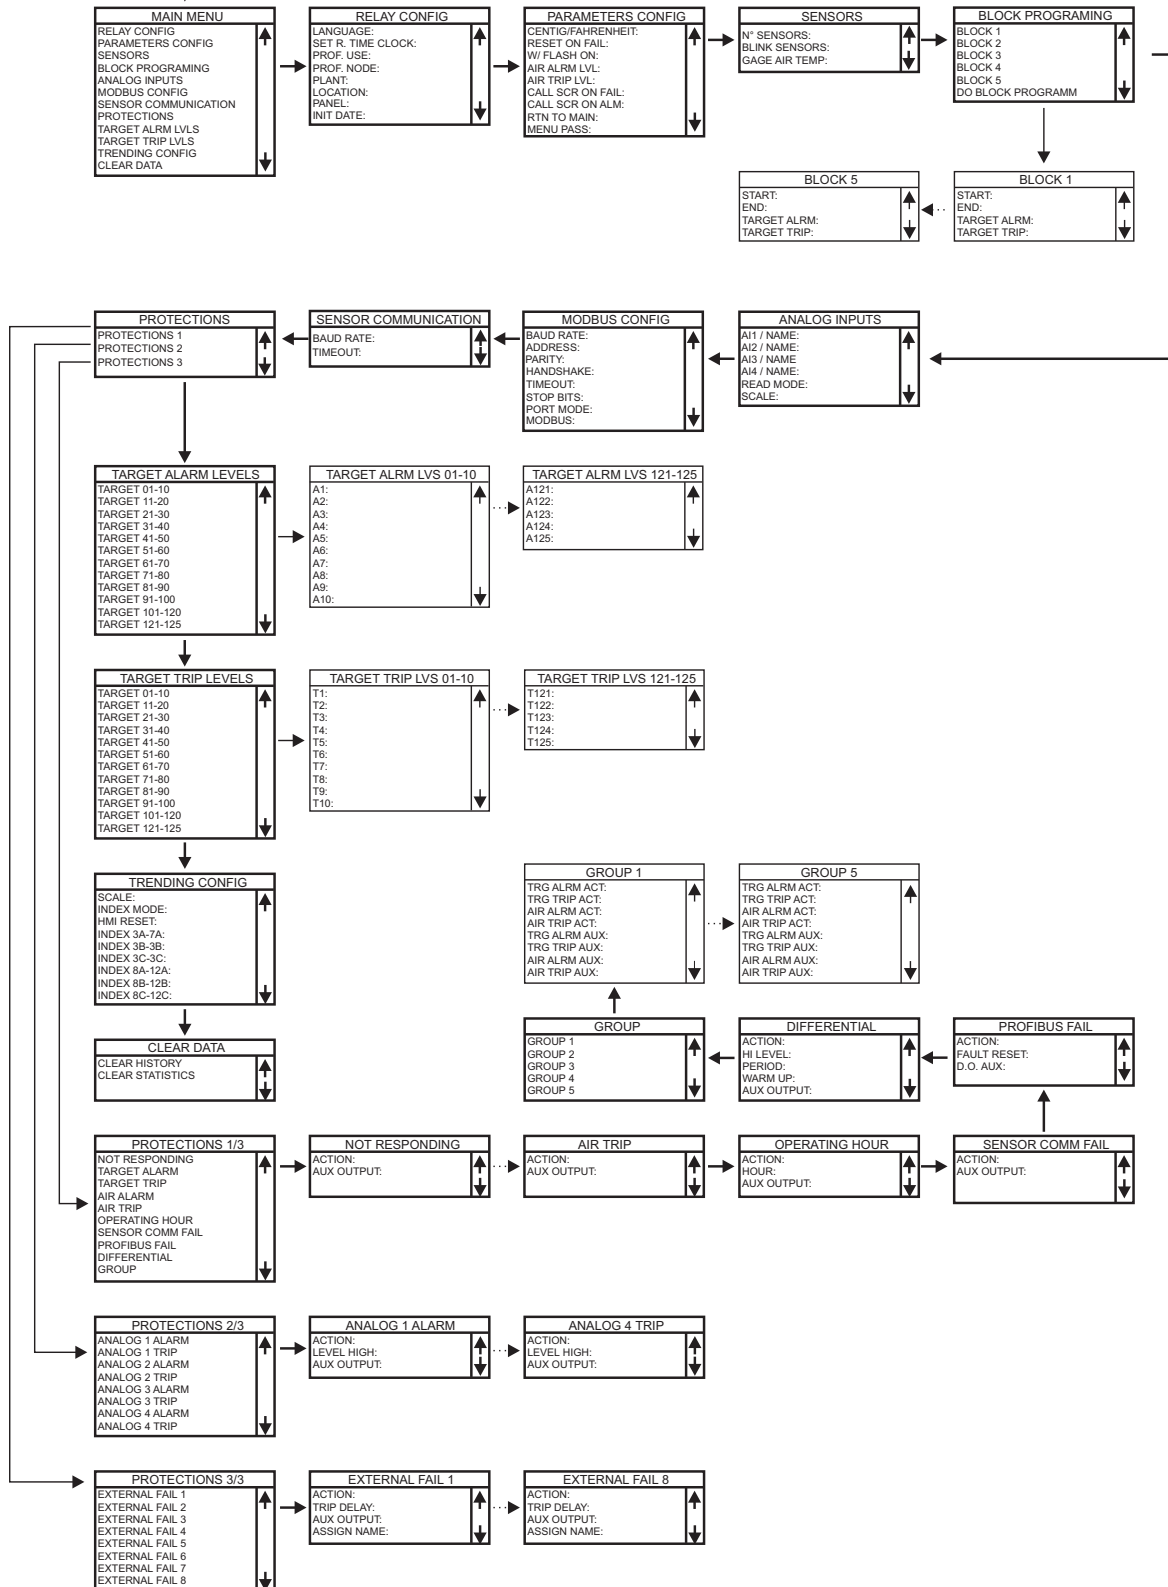 MAIN MENU
RELAY CONFIG
PARAMETERS CONFIG
SENSORS
BLOCK PROGRAMING
ANALOG INPUTS
MODBUS CONFIG
SENSOR COMMUNICATION
PROTECTIONS
TARGET ALRM LVLS
TARGET TRIP LVLS
TRENDING CONFIG
CLEAR DATA
RELAY CONFIG
LANGUAGE:
SET R. TIME CLOCK:
PROF. USE:
PROF. NODE:
PLANT:
LOCATION:
PANEL:
INIT DATE:
PARAMETERS CONFIG
CENTIG/FAHRENHEIT:
RESET ON FAIL:
W/ FLASH ON:
AIR ALRM LVL:
AIR TRIP LVL:
CALL SCR ON FAIL:
CALL SCR ON ALM:
RTN TO MAIN:
MENU PASS:
SENSORS
N° SENSORS:
BLINK SENSORS:
GAGE AIR TEMP:
BLOCK PROGRAMING
BLOCK 1
BLOCK 2
BLOCK 3
BLOCK 4
BLOCK 5
DO BLOCK PROGRAMM
BLOCK 5
START:
END:
TARGET ALRM:
TARGET TRIP:
BLOCK 1
START:
END:
TARGET ALRM:
TARGET TRIP:
PROTECTIONS
PROTECTIONS 1
PROTECTIONS 2
PROTECTIONS 3
SENSOR COMMUNICATION
BAUD RATE:
TIMEOUT:
MODBUS CONFIG
BAUD RATE:
ADDRESS:
PARITY:
HANDSHAKE:
TIMEOUT:
STOP BITS:
PORT MODE:
MODBUS:
ANALOG INPUTS
AI1 / NAME:
AI2 / NAME:
AI3 / NAME
AI4 / NAME:
READ MODE:
SCALE:
TARGET ALARM LEVELS
TARGET 01-10
TARGET 11-20
TARGET 21-30
TARGET 31-40
TARGET 41-50
TARGET 51-60
TARGET 61-70
TARGET 71-80
TARGET 81-90
TARGET 91-100
TARGET 101-120
TARGET 121-125
TARGET ALRM LVS 01-10
A1:
A2:
A3:
A4:
A5:
A6:
A7:
A8:
A9:
A10:
TARGET ALRM LVS 121-125
A121:
A122:
A123:
A124:
A125:
TARGET TRIP LEVELS
TARGET 01-10
TARGET 11-20
TARGET 21-30
TARGET 31-40
TARGET 41-50
TARGET 51-60
TARGET 61-70
TARGET 71-80
TARGET 81-90
TARGET 91-100
TARGET 101-120
TARGET 121-125
TARGET TRIP LVS 01-10
T1:
T2:
T3:
T4:
T5:
T6:
T7:
T8:
T9:
T10:
TARGET TRIP LVS 121-125
T121:
T122:
T123:
T124:
T125:
TRENDING CONFIG
SCALE:
INDEX MODE:
HMI RESET:
INDEX 3A-7A:
INDEX 3B-3B:
INDEX 3C-3C:
INDEX 8A-12A:
INDEX 8B-12B:
INDEX 8C-12C:
GROUP 1
TRG ALRM ACT:
TRG TRIP ACT:
AIR ALRM ACT:
AIR TRIP ACT:
TRG ALRM AUX:
TRG TRIP AUX:
AIR ALRM AUX:
AIR TRIP AUX:
GROUP 5
TRG ALRM ACT:
TRG TRIP ACT:
AIR ALRM ACT:
AIR TRIP ACT:
TRG ALRM AUX:
TRG TRIP AUX:
AIR ALRM AUX:
AIR TRIP AUX:
CLEAR DATA
CLEAR HISTORY
CLEAR STATISTICS
GROUP
GROUP 1
GROUP 2
GROUP 3
GROUP 4
GROUP 5
DIFFERENTIAL
ACTION:
HI LEVEL:
PERIOD:
WARM UP:
AUX OUTPUT:
PROFIBUS FAIL
ACTION:
FAULT RESET:
D.O. AUX:
PROTECTIONS 1/3
NOT RESPONDING
TARGET ALARM
TARGET TRIP
AIR ALARM
AIR TRIP
OPERATING HOUR
SENSOR COMM FAIL
PROFIBUS FAIL
DIFFERENTIAL
GROUP
NOT RESPONDING
ACTION:
AUX OUTPUT:
AIR TRIP
ACTION:
AUX OUTPUT:
OPERATING HOUR
ACTION:
HOUR:
AUX OUTPUT:
SENSOR COMM FAIL
ACTION:
AUX OUTPUT:
PROTECTIONS 2/3
ANALOG 1 ALARM
ANALOG 1 TRIP
ANALOG 2 ALARM
ANALOG 2 TRIP
ANALOG 3 ALARM
ANALOG 3 TRIP
ANALOG 4 ALARM
ANALOG 4 TRIP
ANALOG 1 ALARM
ACTION:
LEVEL HIGH:
AUX OUTPUT:
ANALOG 4 TRIP
ACTION:
LEVEL HIGH:
AUX OUTPUT:
PROTECTIONS 3/3
EXTERNAL FAIL 1
EXTERNAL FAIL 2
EXTERNAL FAIL 3
EXTERNAL FAIL 4
EXTERNAL FAIL 5
EXTERNAL FAIL 6
EXTERNAL FAIL 7
EXTERNAL FAIL 8
EXTERNAL FAIL 1
ACTION:
TRIP DELAY:
AUX OUTPUT:
ASSIGN NAME:
EXTERNAL FAIL 8
ACTION:
TRIP DELAY:
AUX OUTPUT:
ASSIGN NAME: